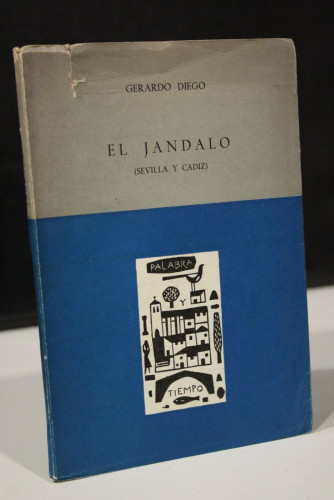 GERARDO DIEGO
EL JANDALO
(SEVILLA Y CADIZ)
PALABRA
Y
TIEMPO